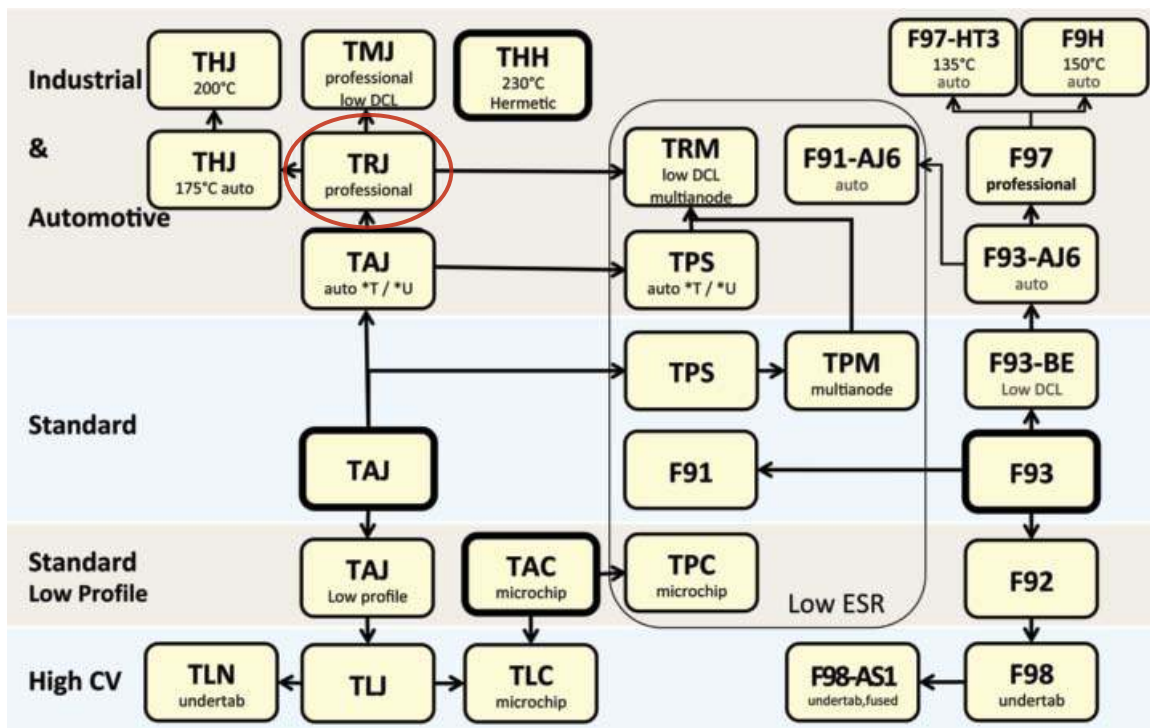 Industrial
&
Automotive
THJ
200°C
TMJ
professional
low DCL
THH
230°C
Hermetic
F97-HT3
135°C
auto
F9H
150°C
auto
THJ
175°C auto
TRJ
professional
TRM
low DCL
multianode
F91-AJ6
auto
F97
professional
TAJ
auto *T / *U
TPS
auto *T / *U
F93-AJ6
auto
Standard
TPS
TPM
multianode
F93-BE
Low DCL
TAJ
F91
F93
Standard
Low Profile
TAJ
Low profile
TAC
microchip
TPC
microchip
Low ESR
F92
High CV
TLN
undertab
TLJ
TLC
microchip
F98-AS1
undertab,fused
F98
undertab